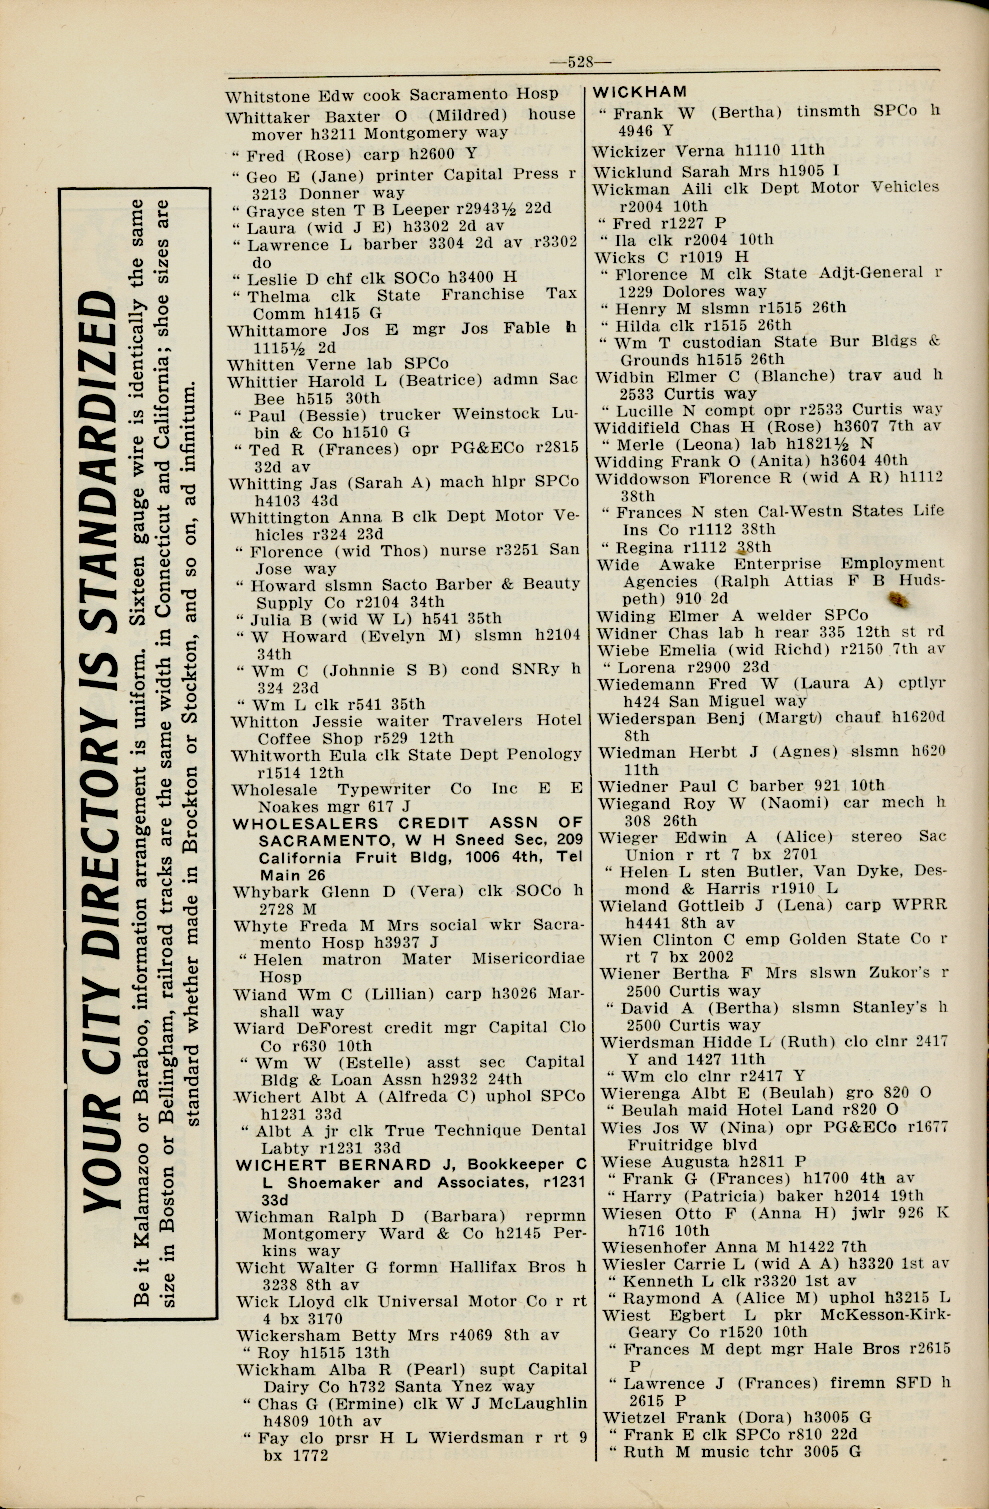 —528—
YOUR CITY DIRECTORY IS STANDARDIZED
Be it Kalamazoo or Baraboo, information arrangement is uniform. Sixteen gauge wire is identically the same
size in Boston or Bellingham, railroad tracks are the same width in Connecticut and California; shoe sizes are
standard whether made in Brockton or Stockton, and so on, ad infinitum.
Whitstone Edw cook Sacramento Hosp
Whittaker Baxter O (Mildred) house
mover h3211 Montgomery way
" Fred (Rose) carp h2600 Y
" Geo E (Jane) printer Capital Press r
3213 Donner way
" Grayce sten T B Leeper r2943½ 22d
" Laura (wid J E) h3302 2d av
" Lawrence L barber 3304 2d av r3302
do
" Leslie D chf clk SOCo h3400 H
" Thelma clk State Franchise Tax
Comm h1415 G
Whittamore Jos E mgr Jos Fable h
1115½ 2d
Whitten Verne lab SPCo
Whittier Harold L (Beatrice) admn Sac
Bee h515 30th
" Paul (Bessie) trucker Weinstock Lu-
bin & Co h1510 G
" Ted R (Frances) opr PG&ECo r2815
32d av
Whitting Jas (Sarah A) mach hlpr SPCo
h4103 43d
Whittington Anna B clk Dept Motor Ve-
hicles r324 23d
" Florence (wid Thos) nurse r3251 San
Jose way
" Howard slsmn Sacto Barber & Beauty
Supply Co r2104 34th
" Julia B (wid W L) h541 35th
" W Howard (Evelyn M) slsmn h2104
34th
" Wm C (Johnnie S B) cond SNRy h
324 23d
" Wm L clk r541 35th
Whitton Jessie waiter Travelers Hotel
Coffee Shop r529 12th
Whitworth Eula clk State Dept Penology
r1514 12th
Wholesale Typewriter Co Inc E E
Noakes mgr 617 J
WHOLESALERS CREDIT ASSN OF
SACRAMENTO, W H Sneed Sec, 209
California Fruit Bldg, 1006 4th, Tel
Main 26
Whybark Glenn D (Vera) clk SOCo h
2728 M
Whyte Freda M Mrs social wkr Sacra-
mento Hosp h3937 J
" Helen matron Mater Misericordiae
Hosp
Wiand Wm C (Lillian) carp h3026 Mar-
shall way
Wiard DeForest credit mgr Capital Clo
Co r630 10th
" Wm W (Estelle) asst sec Capital
Bldg & Loan Assn h2932 24th
Wichert Albt A (Alfreda C) uphol SPCo
h1231 33d
" Albt A jr clk True Technique Dental
Labty r1231 33d
WICHERT BERNARD J, Bookkeeper C
L Shoemaker and Associates, r1231
33d
Wichman Ralph D (Barbara) reprmn
Montgomery Ward & Co h2145 Per-
kins way
Wicht Walter G formn Hallifax Bros h
3238 8th av
Wick Lloyd clk Universal Motor Co r rt
4 bx 3170
Wickersham Betty Mrs r4069 8th av
" Roy h1515 13th
Wickham Alba R (Pearl) supt Capital
Dairy Co h732 Santa Ynez way
" Chas G (Ermine) clk W J McLaughlin
h4809 10th av
" Fay clo prsr H L Wierdsman r rt 9
bx 1772
WICKHAM
" Frank W (Bertha) tinsmth SPCo h
4946 Y
Wickizer Verna h1110 11th
Wicklund Sarah Mrs h1905 I
Wickman Aili clk Dept Motor Vehicles
r2004 10th
" Fred r1227 P
" Ila clk r2004 10th
Wicks C r1019 H
" Florence M clk State Adjt-General r
1229 Dolores way
" Henry M slsmn r1515 26th
" Hilda clk r1515 26th
" Wm T custodian State Bur Bldgs &
Grounds h1515 26th
Widbin Elmer C (Blanche) trav aud h
2533 Curtis way
" Lucille N compt opr r2533 Curtis way
Widdifield Chas H (Rose) h3607 7th av
" Merle (Leona) lab h1821½ N
Widding Frank O (Anita) h3604 40th
Widdowson Florence R (wid A R) h1112
38th
" Frances N sten Cal-Westn States Life
Ins Co r1112 38th
" Regina r1112 38th
Wide Awake Enterprise Employment
Agencies (Ralph Attias F B Huds-
peth) 910 2d
Widing Elmer A welder SPCo
Widner Chas lab h rear 335 12th st rd
Wiebe Emelia (wid Richd) r2150 7th av
" Lorena r2900 23d
Wiedemann Fred W (Laura A) cptlyr
h424 San Miguel way
Wiederspan Benj (Margt) chauf h1620d
8th
Wiedman Herbt J (Agnes) slsmn h620
11th
Wiedner Paul C barber 921 10th
Wiegand Roy W (Naomi) car mech h
308 26th
Wieger Edwin A (Alice) stereo Sac
Union r rt 7 bx 2701
" Helen L sten Butler, Van Dyke, Des-
mond & Harris r1910 L
Wieland Gottleib J (Lena) carp WPRR
h4441 8th av
Wien Clinton C emp Golden State Co r
rt 7 bx 2002
Wiener Bertha F Mrs slswn Zukor's r
2500 Curtis way
" David A (Bertha) slsmn Stanley's h
2500 Curtis way
Wierdsman Hidde L (Ruth) clo clnr 2417
Y and 1427 11th
" Wm clo clnr r2417 Y
Wierenga Albt E (Beulah) gro 820 O
" Beulah maid Hotel Land r820 O
Wies Jos W (Nina) opr PG&ECo r1677
Fruitridge blvd
Wiese Augusta h2811 P
" Frank G (Frances) h1700 4th av
" Harry (Patricia) baker h2014 19th
Wiesen Otto F (Anna H) jwlr 926 K
h716 10th
Wiesenhofer Anna M h1422 7th
Wiesler Carrie L (wid A A) h3320 1st av
" Kenneth L clk r3320 1st av
" Raymond A (Alice M) uphol h3215 L
Wiest Egbert L pkr McKesson-Kirk-
Geary Co r1520 10th
" Frances M dept mgr Hale Bros r2615
P
" Lawrence J (Frances) firemn SFD h
2615 P
Wietzel Frank (Dora) h3005 G
" Frank E clk SPCo r810 22d
" Ruth M music tchr 3005 G